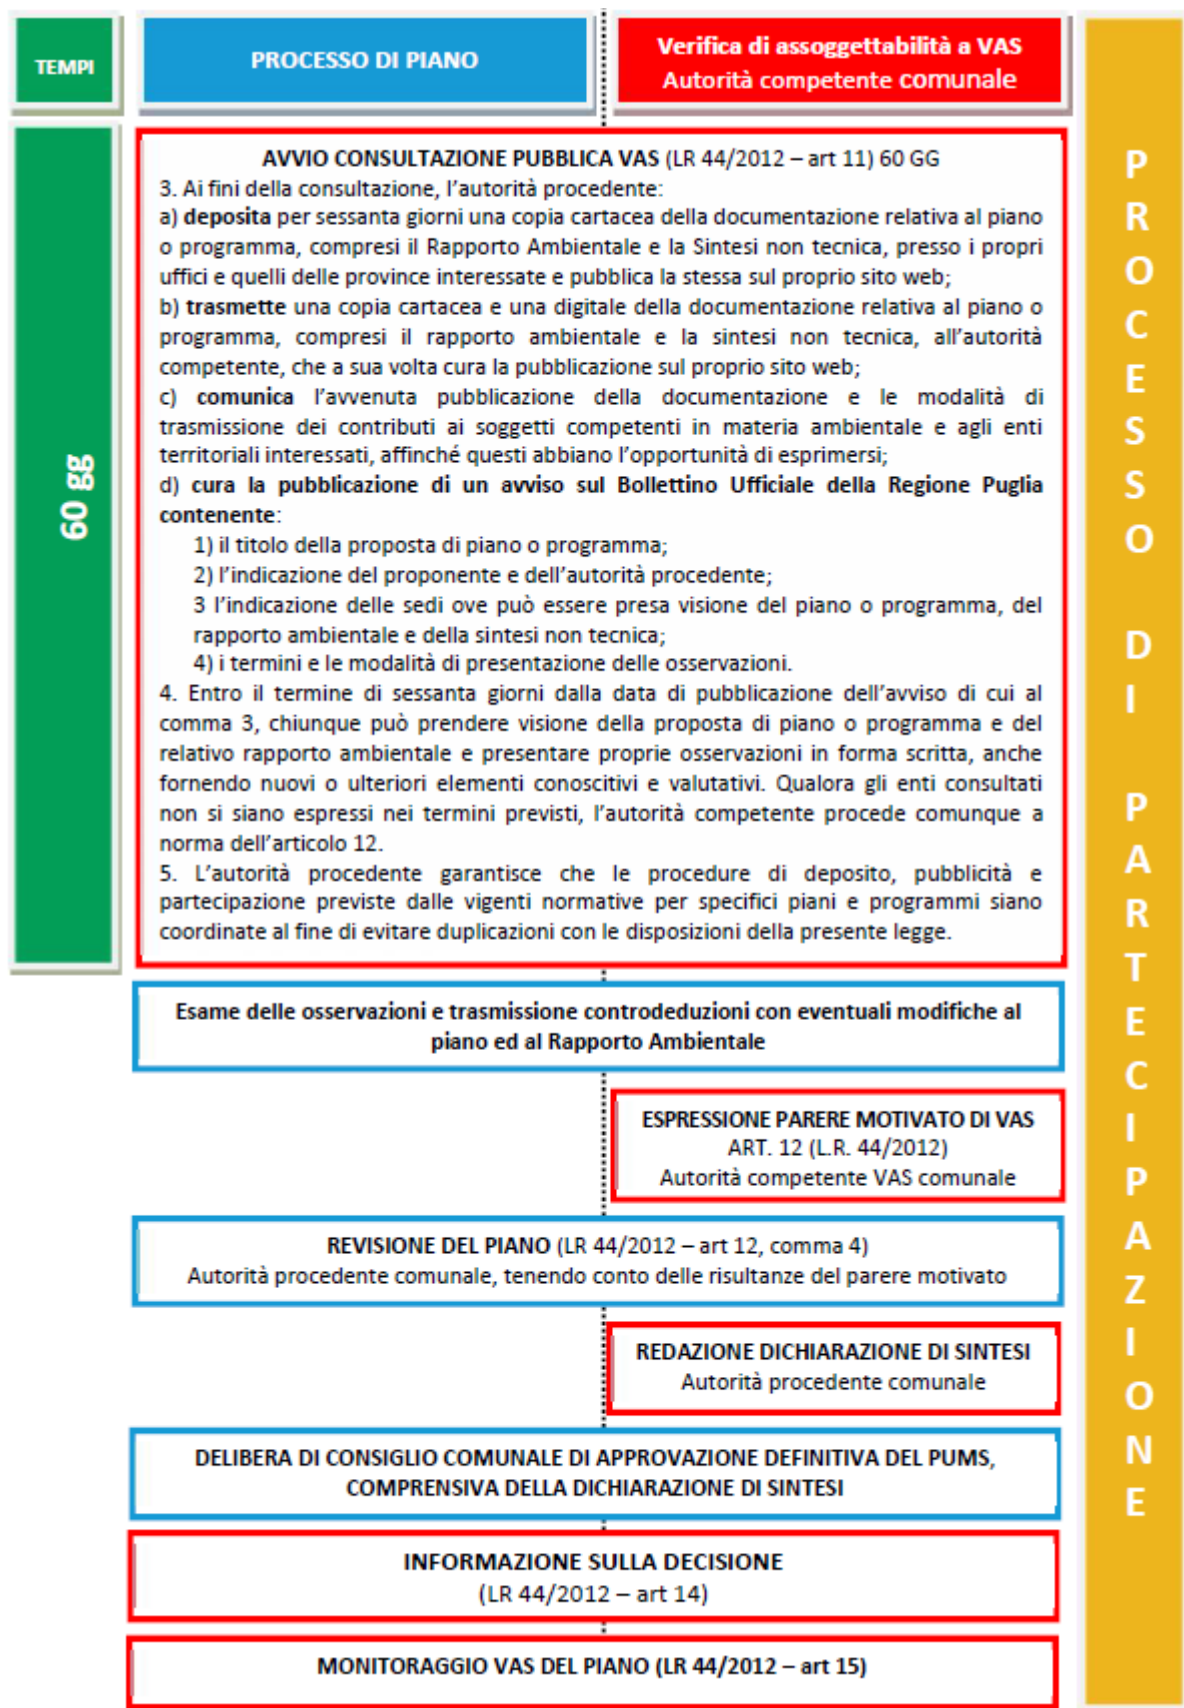 TEMPI
PROCESSO DI PIANO
Verifica di assoggettabilità a VAS
Autorità competente comunale
60 gg
AVVIO CONSULTAZIONE PUBBLICA VAS (LR 44/2012 – art 11) 60 GG
3. Ai fini della consultazione, l'autorità procedente:
a) deposita per sessanta giorni una copia cartacea della documentazione relativa al piano
o programma, compresi il Rapporto Ambientale e la Sintesi non tecnica, presso i propri
uffici e quelli delle province interessate e pubblica la stessa sul proprio sito web;
b) trasmette una copia cartacea e una digitale della documentazione relativa al piano o
programma, compresi il rapporto ambientale e la sintesi non tecnica, all'autorità
competente, che a sua volta cura la pubblicazione sul proprio sito web;
c) comunica l'avvenuta pubblicazione della documentazione e le modalità di
trasmissione dei contributi ai soggetti competenti in materia ambientale e agli enti
territoriali interessati, affinché questi abbiano l'opportunità di esprimersi;
d) cura la pubblicazione di un avviso sul Bollettino Ufficiale della Regione Puglia
contenente:
1) il titolo della proposta di piano o programma;
2) l'indicazione del proponente e dell'autorità procedente;
3 l'indicazione delle sedi ove può essere presa visione del piano o programma, del
rapporto ambientale e della sintesi non tecnica;
4) i termini e le modalità di presentazione delle osservazioni.
4. Entro il termine di sessanta giorni dalla data di pubblicazione dell'avviso di cui al
comma 3, chiunque può prendere visione della proposta di piano o programma e del
relativo rapporto ambientale e presentare proprie osservazioni in forma scritta, anche
fornendo nuovi o ulteriori elementi conoscitivi e valutativi. Qualora gli enti consultati
non si siano espressi nei termini previsti, l'autorità competente procede comunque a
norma dell'articolo 12.
5. L'autorità procedente garantisce che le procedure di deposito, pubblicità e
partecipazione previste dalle vigenti normative per specifici piani e programmi siano
coordinate al fine di evitare duplicazioni con le disposizioni della presente legge.
Esame delle osservazioni e trasmissione controdeduzioni con eventuali modifiche al
piano ed al Rapporto Ambientale
ESPRESSIONE PARERE MOTIVATO DI VAS
ART. 12 (L.R. 44/2012)
Autorità competente VAS comunale
REVISIONE DEL PIANO (LR 44/2012 – art 12, comma 4)
Autorità procedente comunale, tenendo conto delle risultanze del parere motivato
REDAZIONE DICHIARAZIONE DI SINTESI
Autorità procedente comunale
DELIBERA DI CONSIGLIO COMUNALE DI APPROVAZIONE DEFINITIVA DEL PUMS,
COMPRENSIVA DELLA DICHIARAZIONE DI SINTESI
INFORMAZIONE SULLA DECISIONE
(LR 44/2012 – art 14)
MONITORAGGIO VAS DEL PIANO (LR 44/2012 – art 15)
PROCESSO DI PARTECIPAZIONE